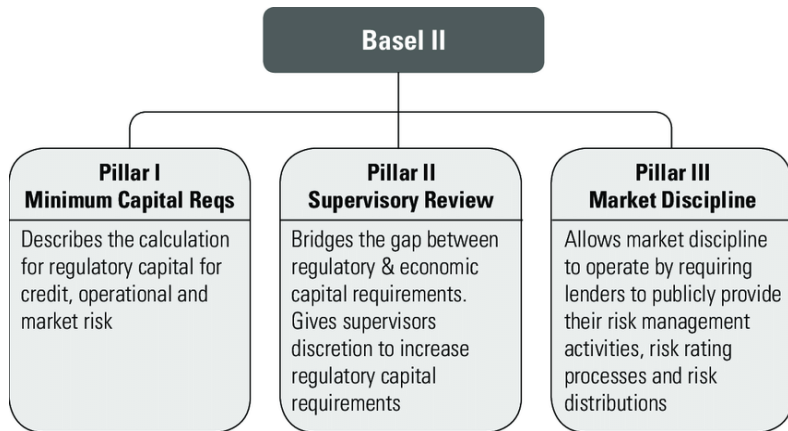 Basel II
Pillar I
Minimum Capital Reqs
Describes the calculation
for regulatory capital for
credit, operational and
market risk
Pillar II
Supervisory Review
Bridges the gap between
regulatory & economic
capital requirements.
Gives supervisors
discretion to increase
regulatory capital
requirements
Pillar III
Market Discipline
Allows market discipline
to operate by requiring
lenders to publicly provide
their risk management
activities, risk rating
processes and risk
distributions